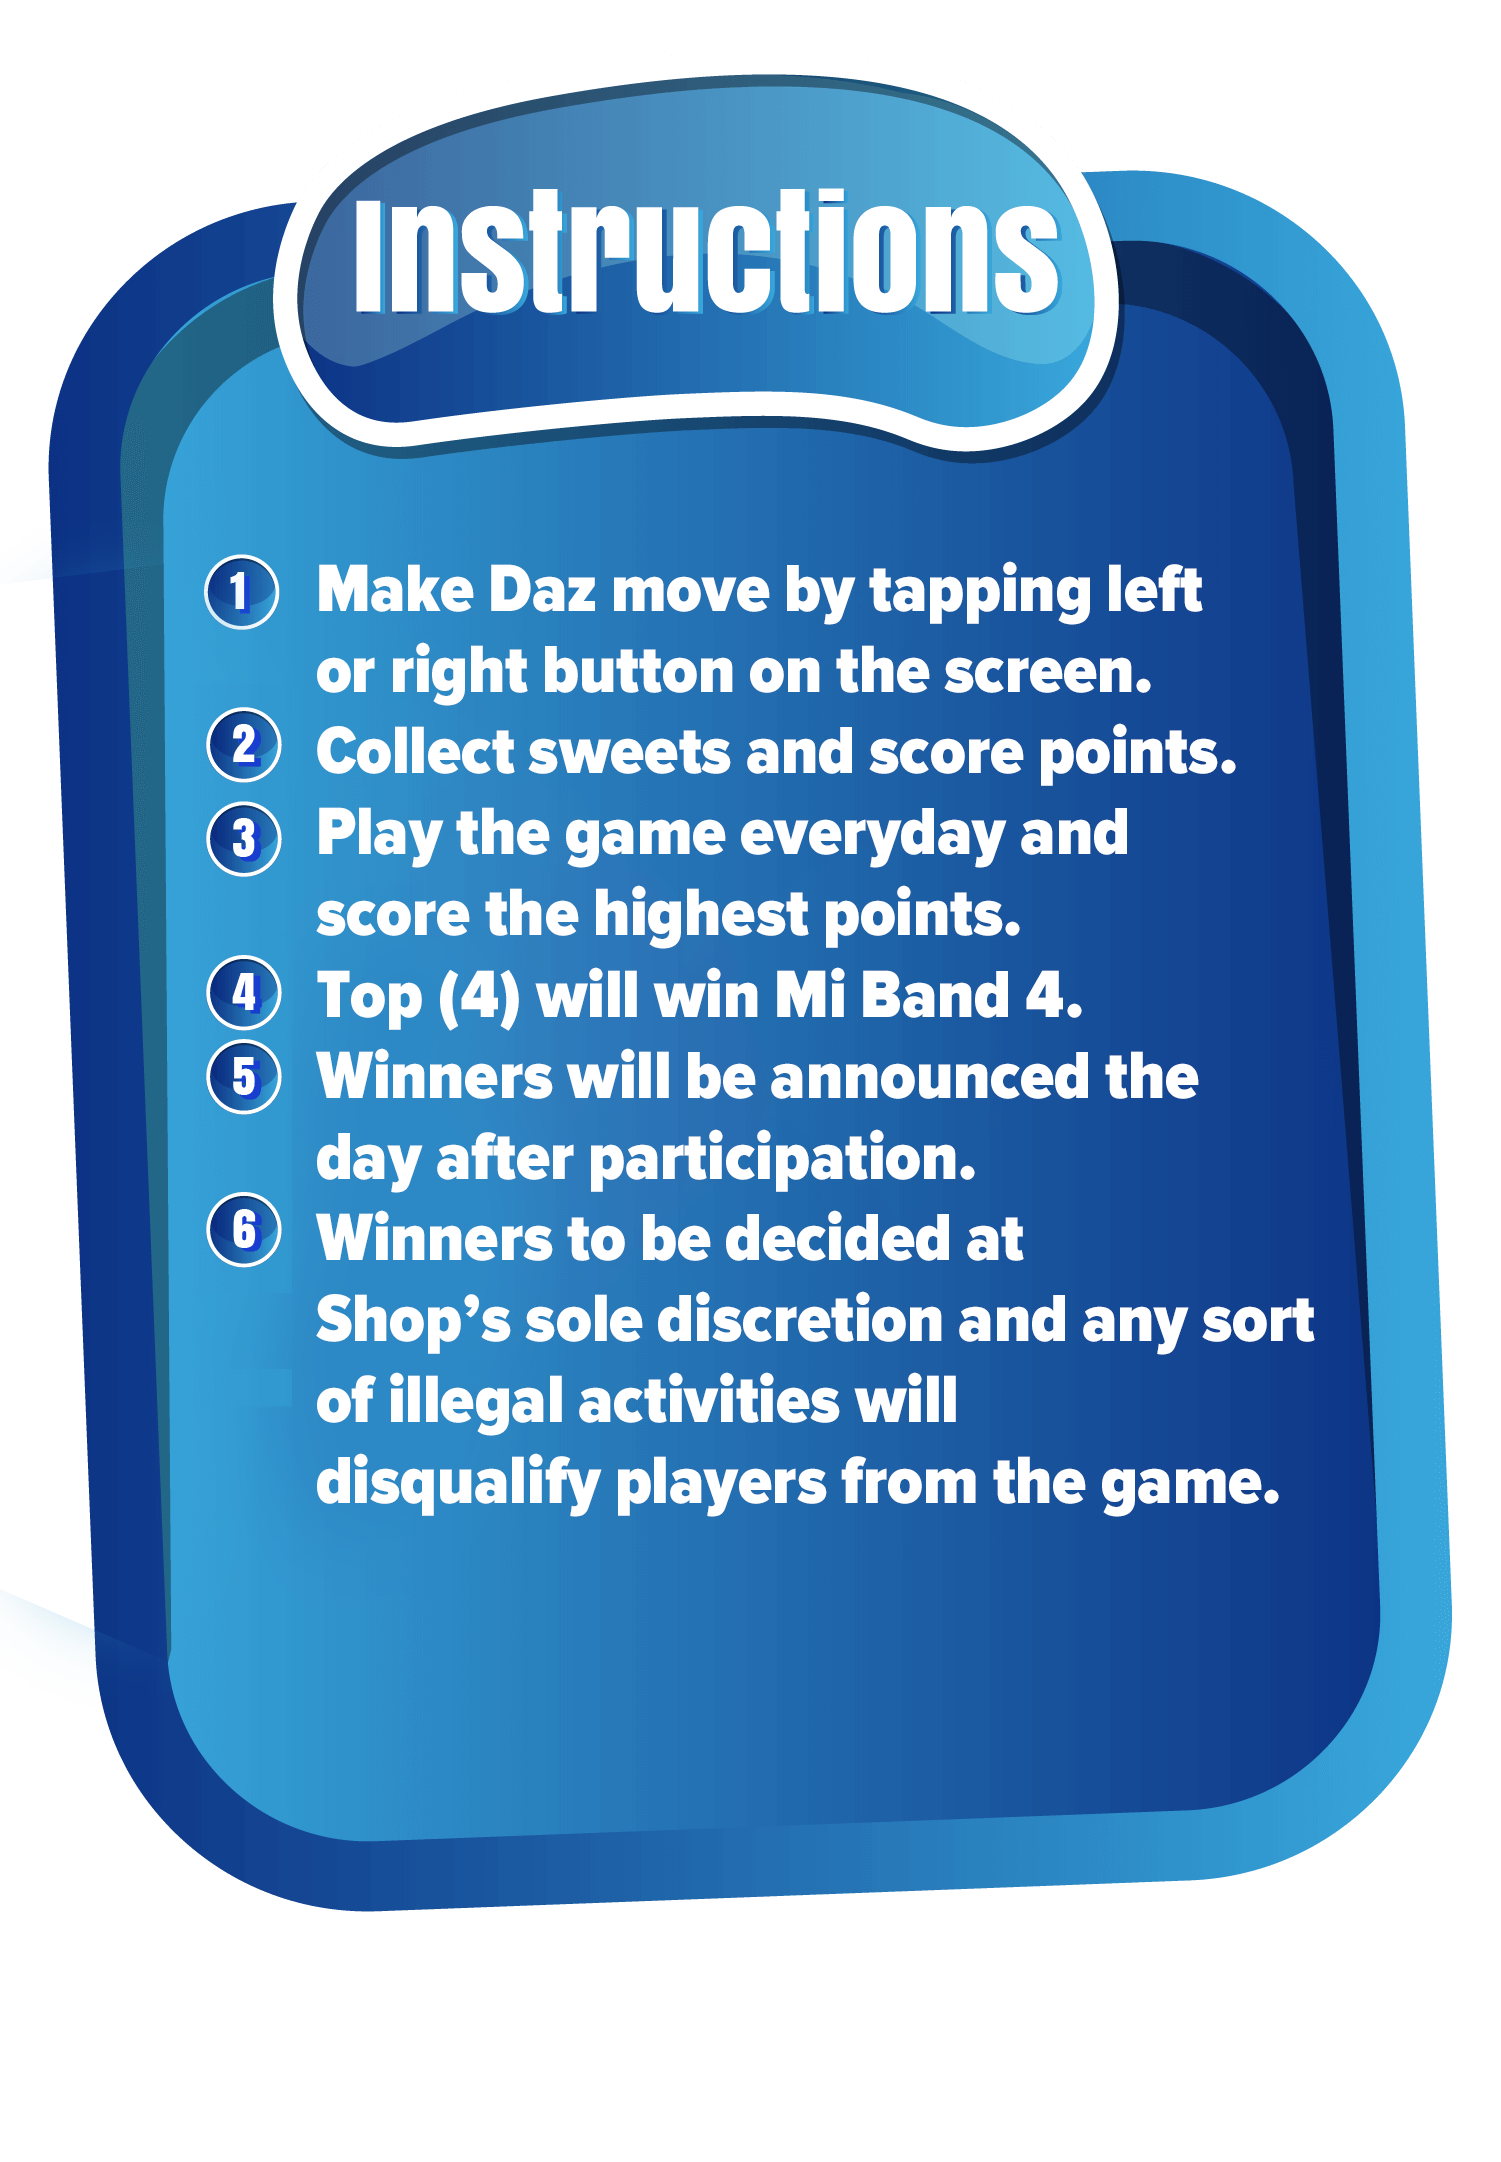 Instructions
1 Make Daz move by tapping left
or right button on the screen.
2 Collect sweets and score points.
3 Play the game everyday and
score the highest points.
4 Top (4) will win Mi Band 4.
5 Winners will be announced the
day after participation.
6 Winners to be decided at
Shop’s sole discretion and any sort
of illegal activities will
disqualify players from the game.